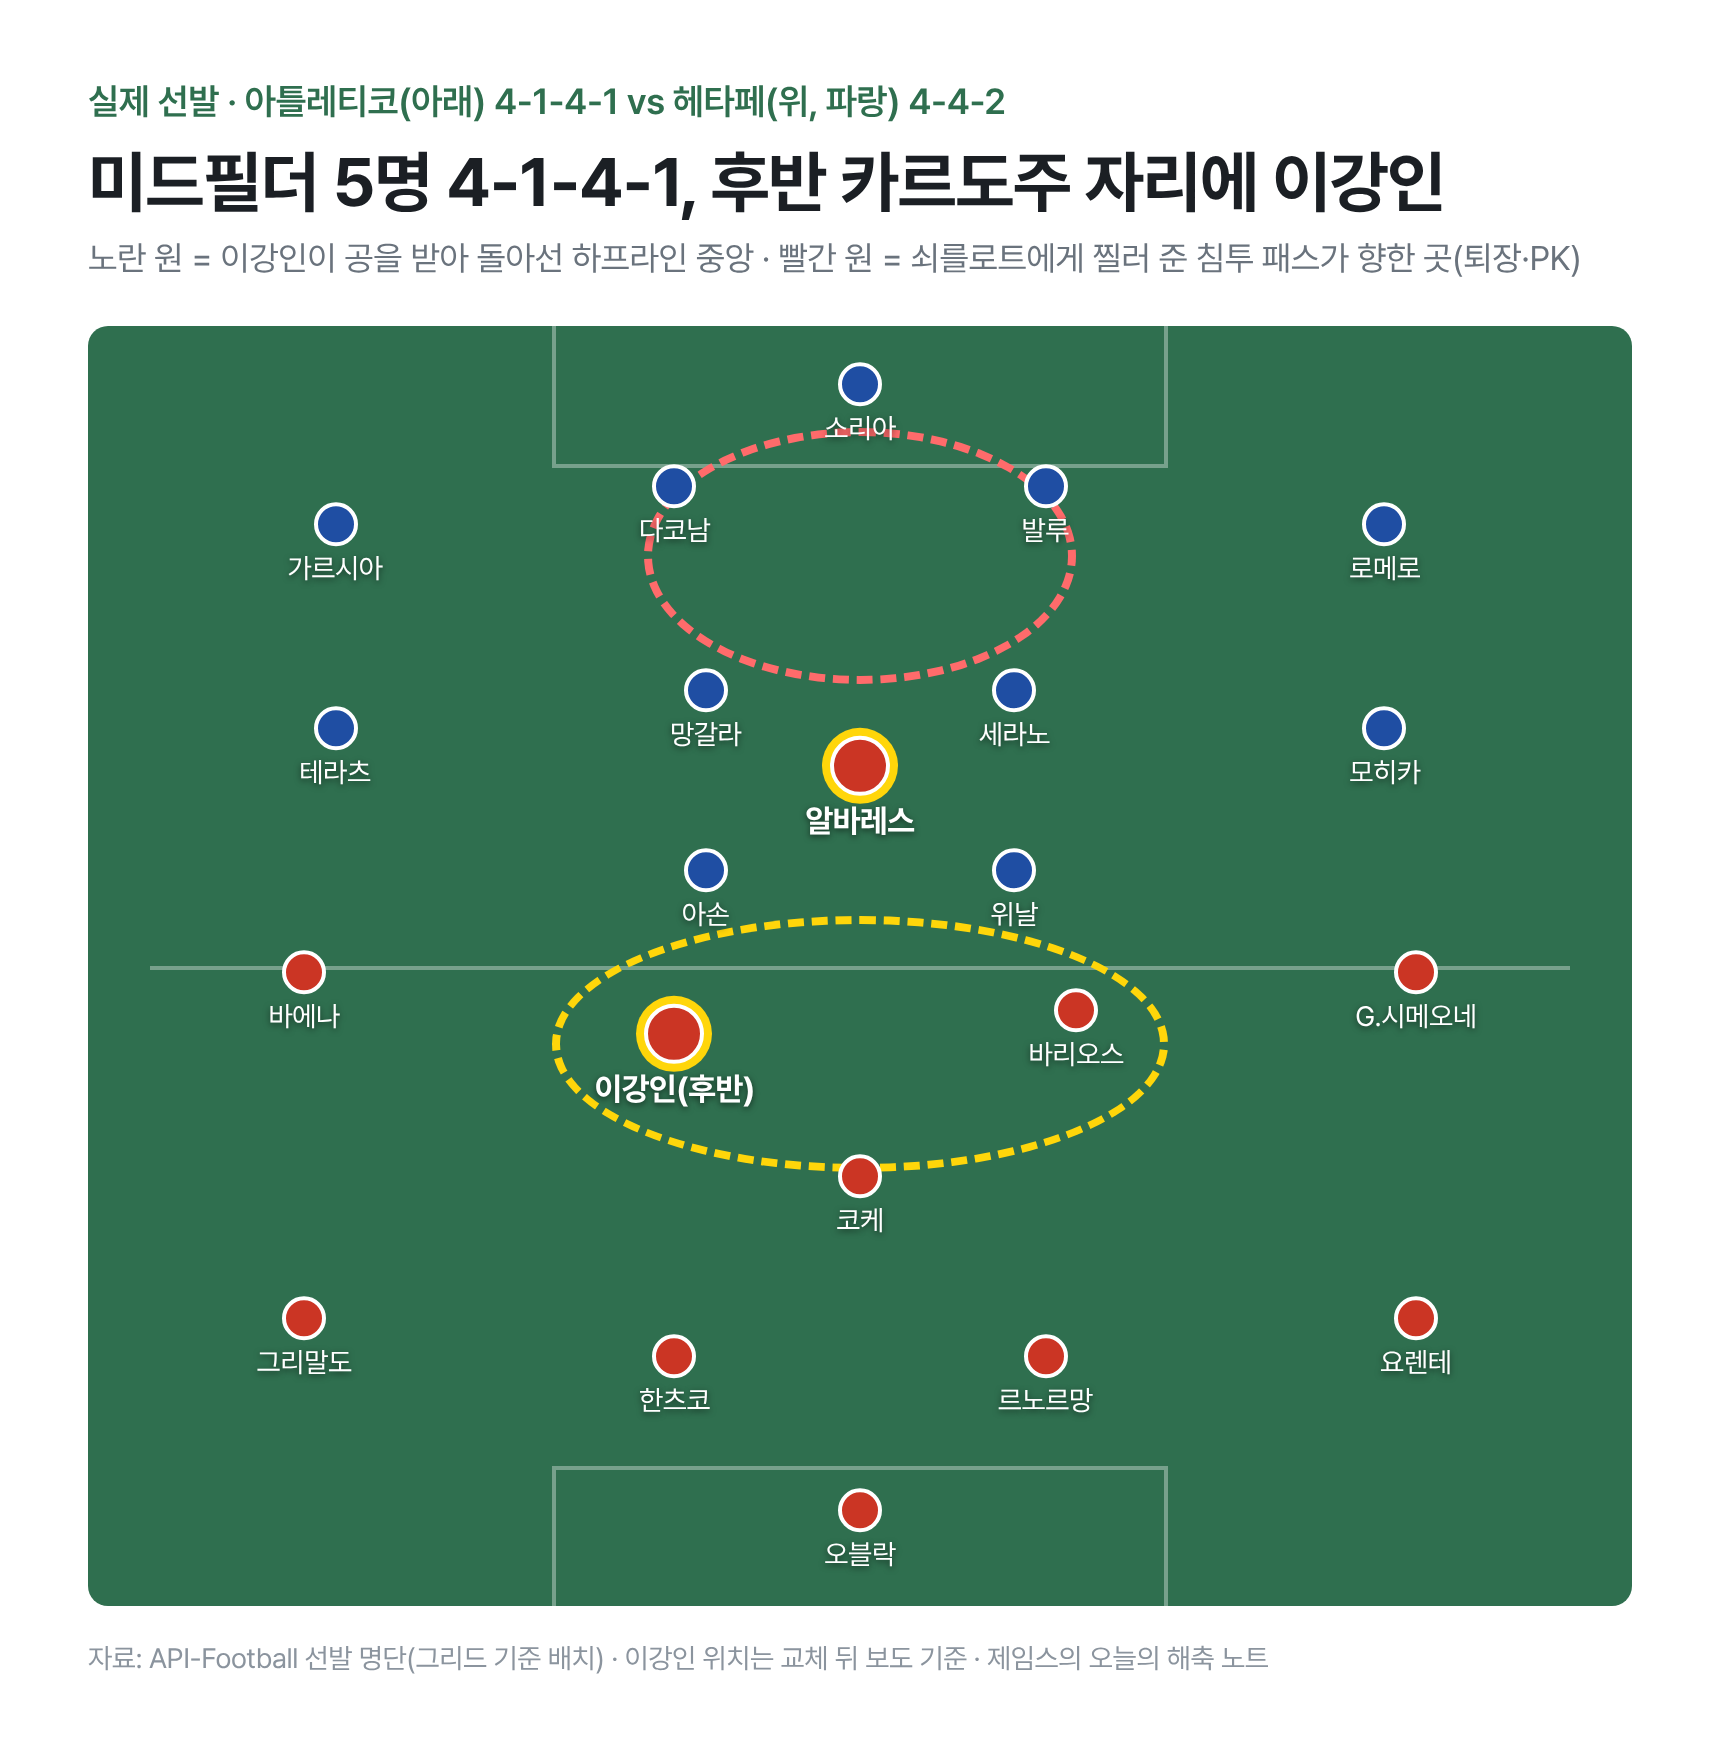 실제 선발 · 아틀레티코(아래) 4-1-4-1 vs 헤타페(위, 파랑) 4-4-2
미드필더 5명 4-1-4-1, 후반 카르도주 자리에 이강인
노란 원 = 이강인이 공을 받아 돌아선 하프라인 중앙 · 빨간 원 = 쇠를로트에게 찔러 준 침투 패스가 향한 곳(퇴장·PK)
소리아
다코남
발루
가르시아
로메로
망갈라
세라노
테라츠
모히카
알바레스
아손
위날
바에나
G.시메오네
바리오스
이강인(후반)
코케
그리말도
요렌테
한츠코
르노르망
오블락
자료: API-Football 선발 명단(그리드 기준 배치) · 이강인 위치는 교체 뒤 보도 기준 · 제임스의 오늘의 해축 노트